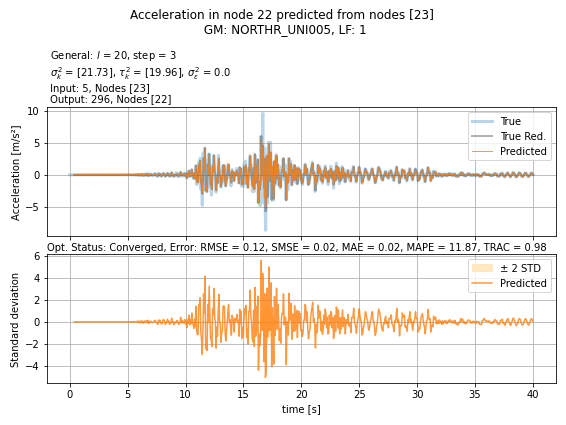 Acceleration in node 22 predicted from nodes [23]
GM: NORTHR_UNI005, LF: 1
General: l = 20, step = 3
σ²ₖ = [21.73], τ²ₖ = [19.96], σ²ε = 0.0
Input: 5, Nodes [23]
Output: 296, Nodes [22]
Acceleration [m/s²]
10
5
0
−5
True
True Red.
Predicted
Opt. Status: Converged, Error: RMSE = 0.12, SMSE = 0.02, MAE = 0.02, MAPE = 11.87, TRAC = 0.98
Standard deviation
6
4
2
0
−2
−4
± 2 STD
Predicted
0 5 10 15 20 25 30 35 40
time [s]